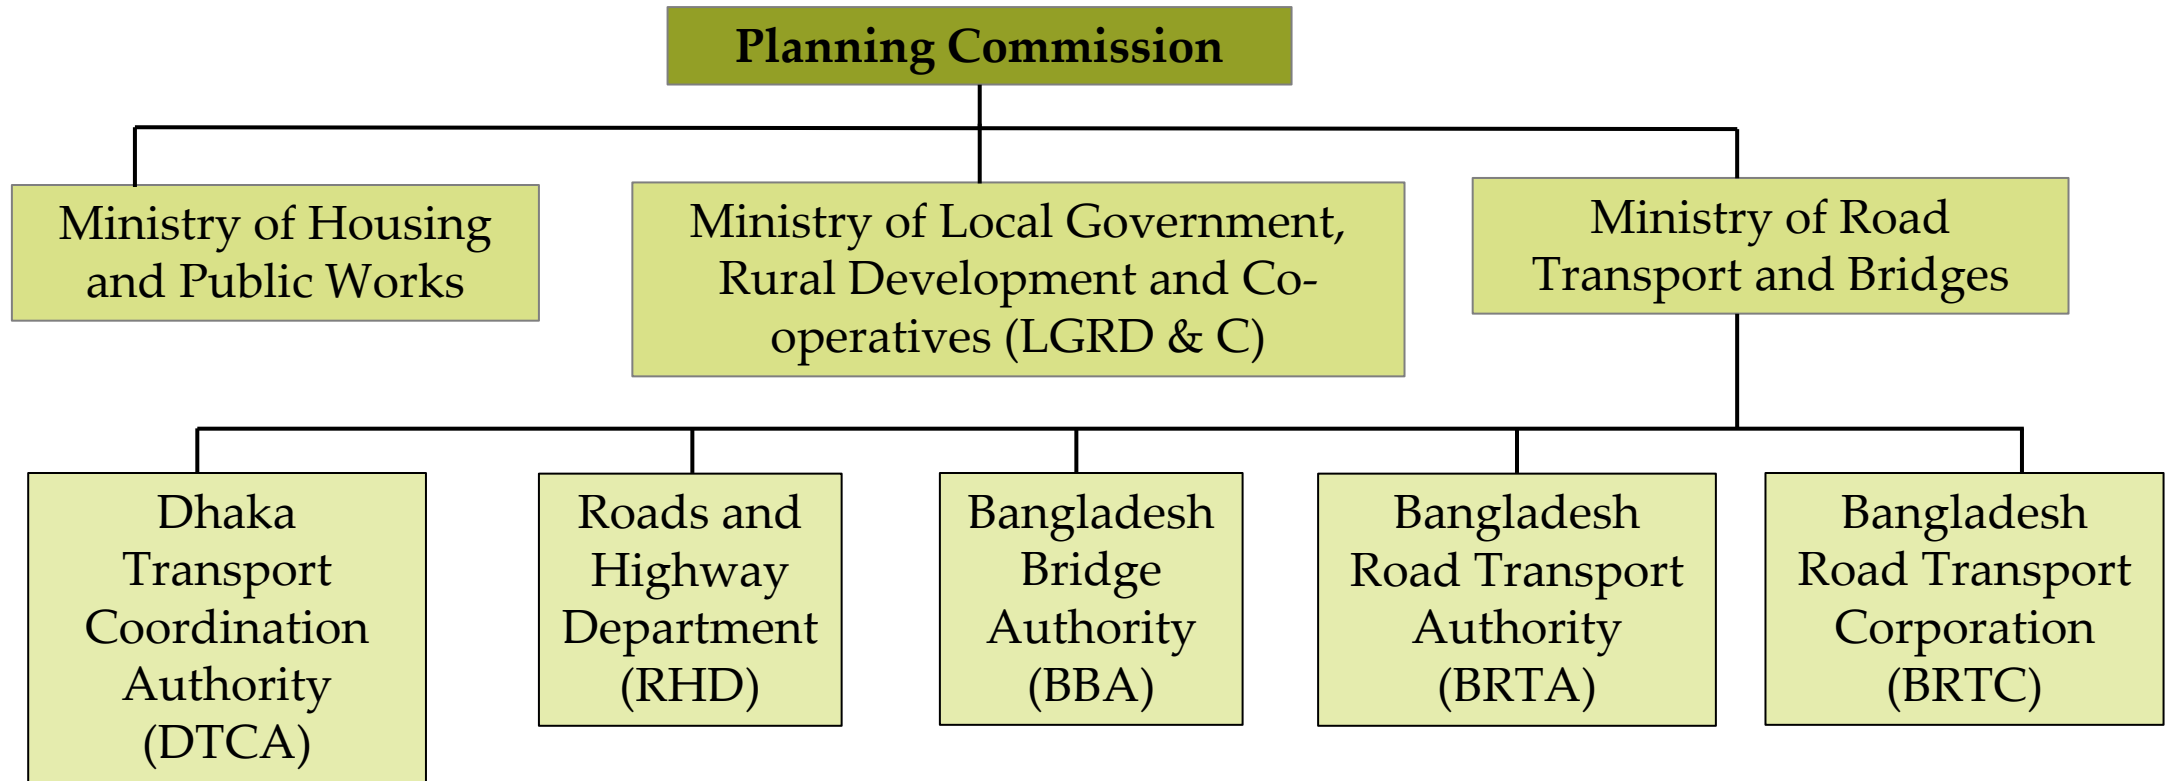 Planning Commission
Ministry of Housing
and Public Works
Ministry of Local Government,
Rural Development and Co-
operatives (LGRD & C)
Ministry of Road
Transport and Bridges
Dhaka
Transport
Coordination
Authority
(DTCA)
Roads and
Highway
Department
(RHD)
Bangladesh
Bridge
Authority
(BBA)
Bangladesh
Road Transport
Authority
(BRTA)
Bangladesh
Road Transport
Corporation
(BRTC)